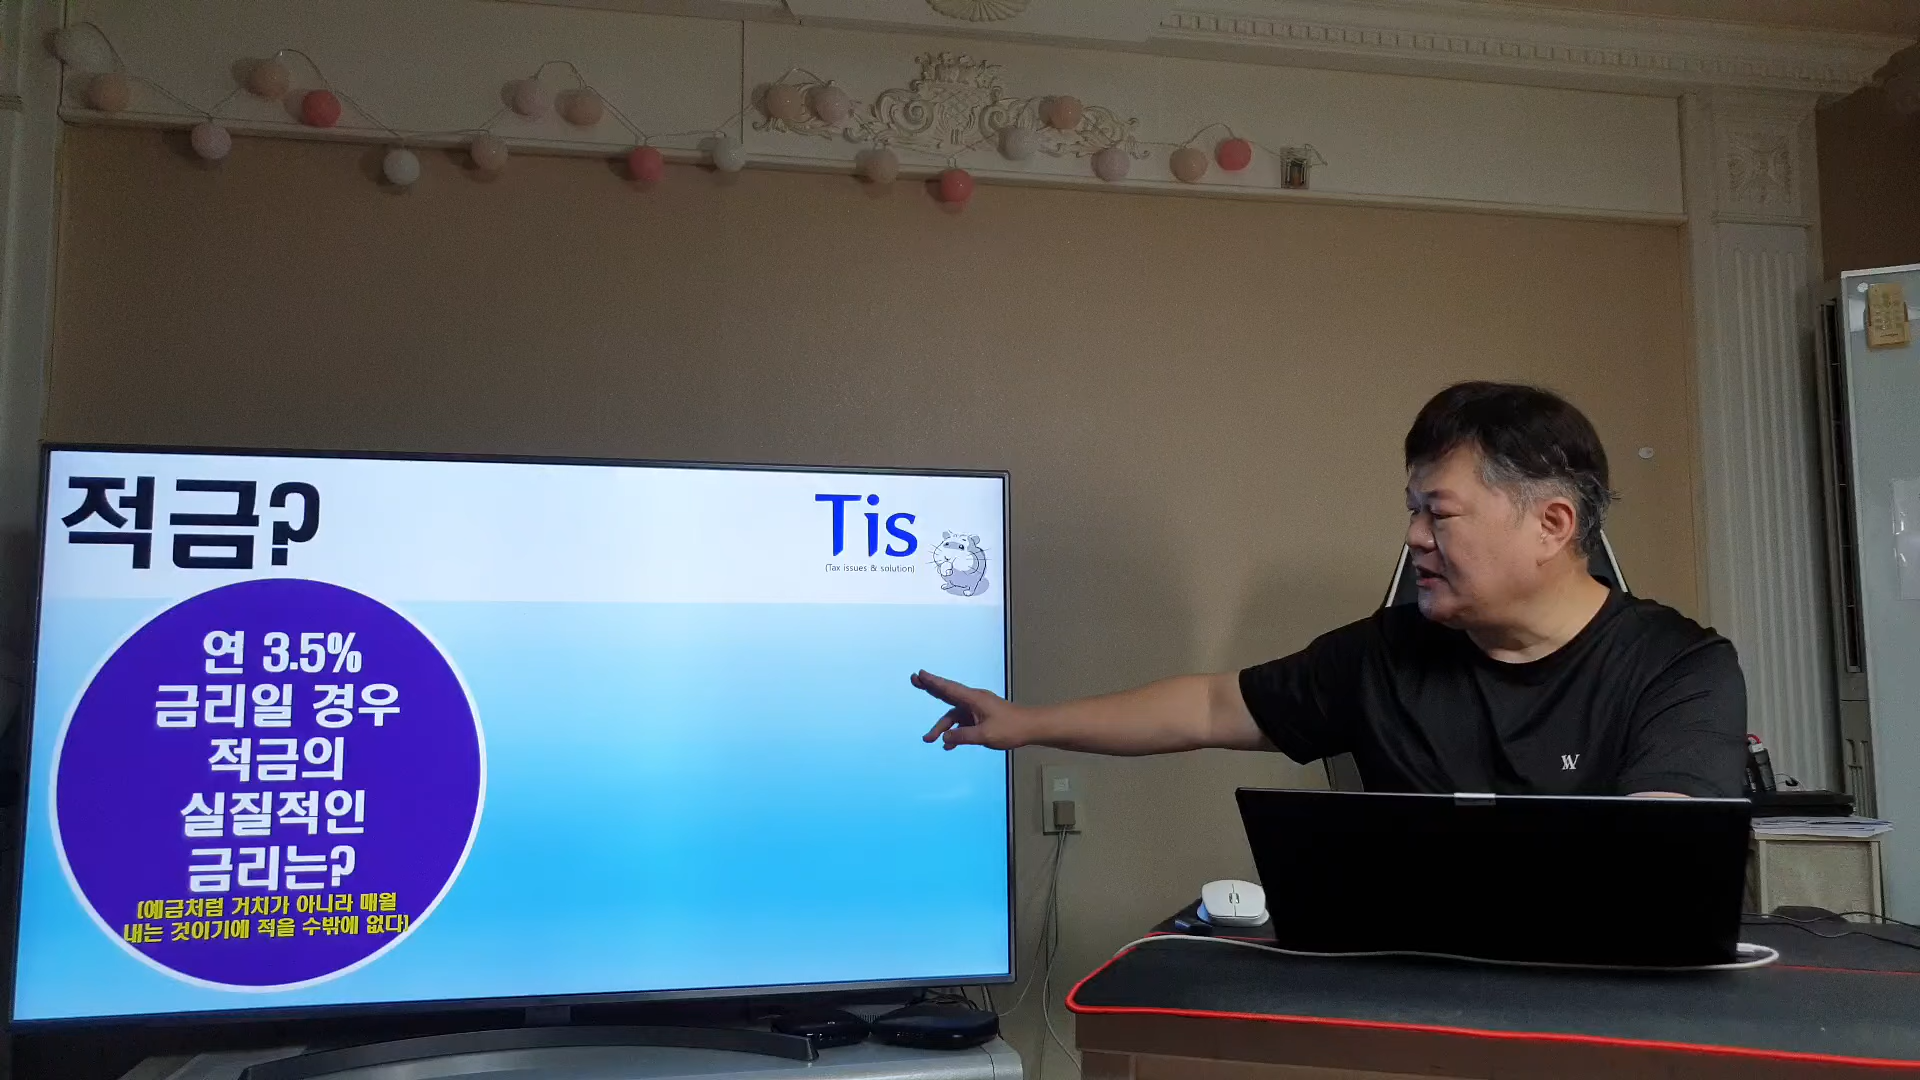 적금?
Tis
(Tax issues & solution)
연 3.5%
금리일 경우
적금의
실질적인
금리는?
(예금처럼 거치가 아니라 매월
내는 것이기에 적을 수밖에 없다)
W